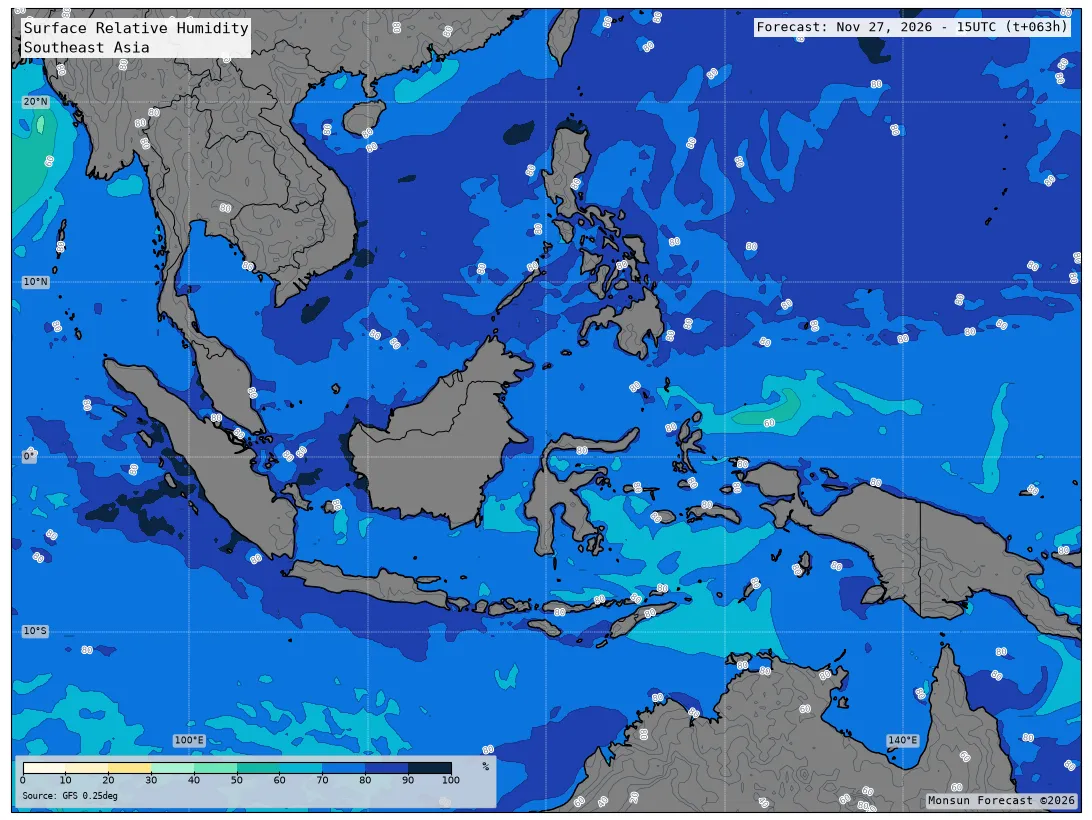 Surface Relative Humidity
Southeast Asia
Forecast: Nov 27, 2026 - 15UTC (t+063h)
20°N
10°N
0°
10°S
100°E
140°E
0 10 20 30 40 50 60 70 80 90 100
%
Source: GFS 0.25deg
Monsun Forecast ©2026